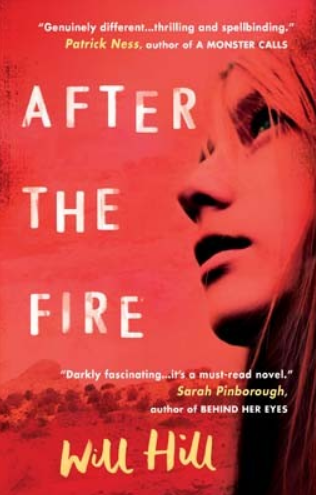 "Genuinely different...thrilling and spellbinding."
Patrick Ness, author of A MONSTER CALLS
AFTER
THE
FIRE
"Darkly fascinating...it's a must-read novel."
Sarah Pinborough,
author of BEHIND HER EYES
Will Hill